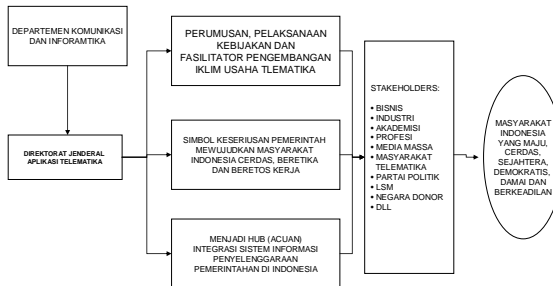 DEPARTEMEN KOMUNIKASI
DAN INFORAMTIKA
DIREKTORAT JENDERAL
APLIKASI TELEMATIKA
PERUMUSAN, PELAKSANAAN
KEBIJAKAN DAN
FASILITATOR PENGEMBANGAN
IKLIM USAHA TLEMATIKA
SIMBOL KESERIUSAN PEMERINTAH
MEWUJUDKAN MASYARAKAT
INDONESIA CERDAS, BERETIKA
DAN BERETOS KERJA
MENJADI HUB (ACUAN)
INTEGRASI SISTEM INFORMASI
PENYELENGGARAAN
PEMERINTAHAN DI INDONESIA
STAKEHOLDERS:
• BISNIS
• INDUSTRI
• AKADEMISI
• PROFESI
• MEDIA MASSA
• MASYARAKAT
TELEMATIKA
• PARTAI POLITIK
• LSM
• NEGARA DONOR
• DLL
MASYARAKAT
INDONESIA
YANG MAJU,
CERDAS,
SEJAHTERA,
DEMOKRATIS,
DAMAI DAN
BERKEADILAN